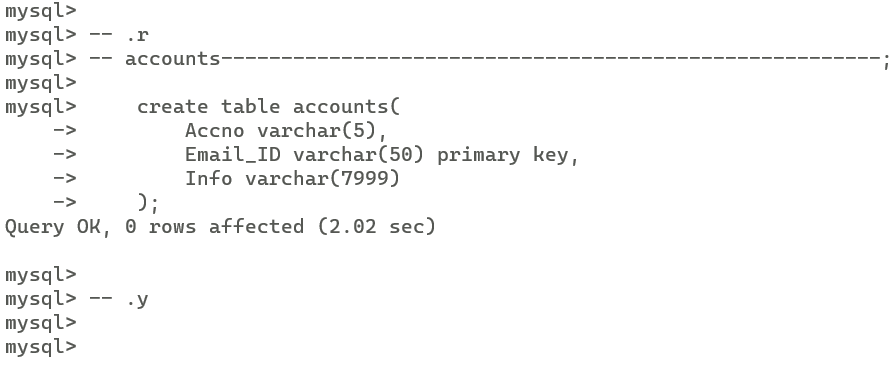 mysql>
mysql> -- .r
mysql> -- accounts-------------------------------------------------------;
mysql>
mysql>     create table accounts(
    ->         Accno varchar(5),
    ->         Email_ID varchar(50) primary key,
    ->         Info varchar(7999)
    ->     );
Query OK, 0 rows affected (2.02 sec)
mysql>
mysql> -- .y
mysql>
mysql>